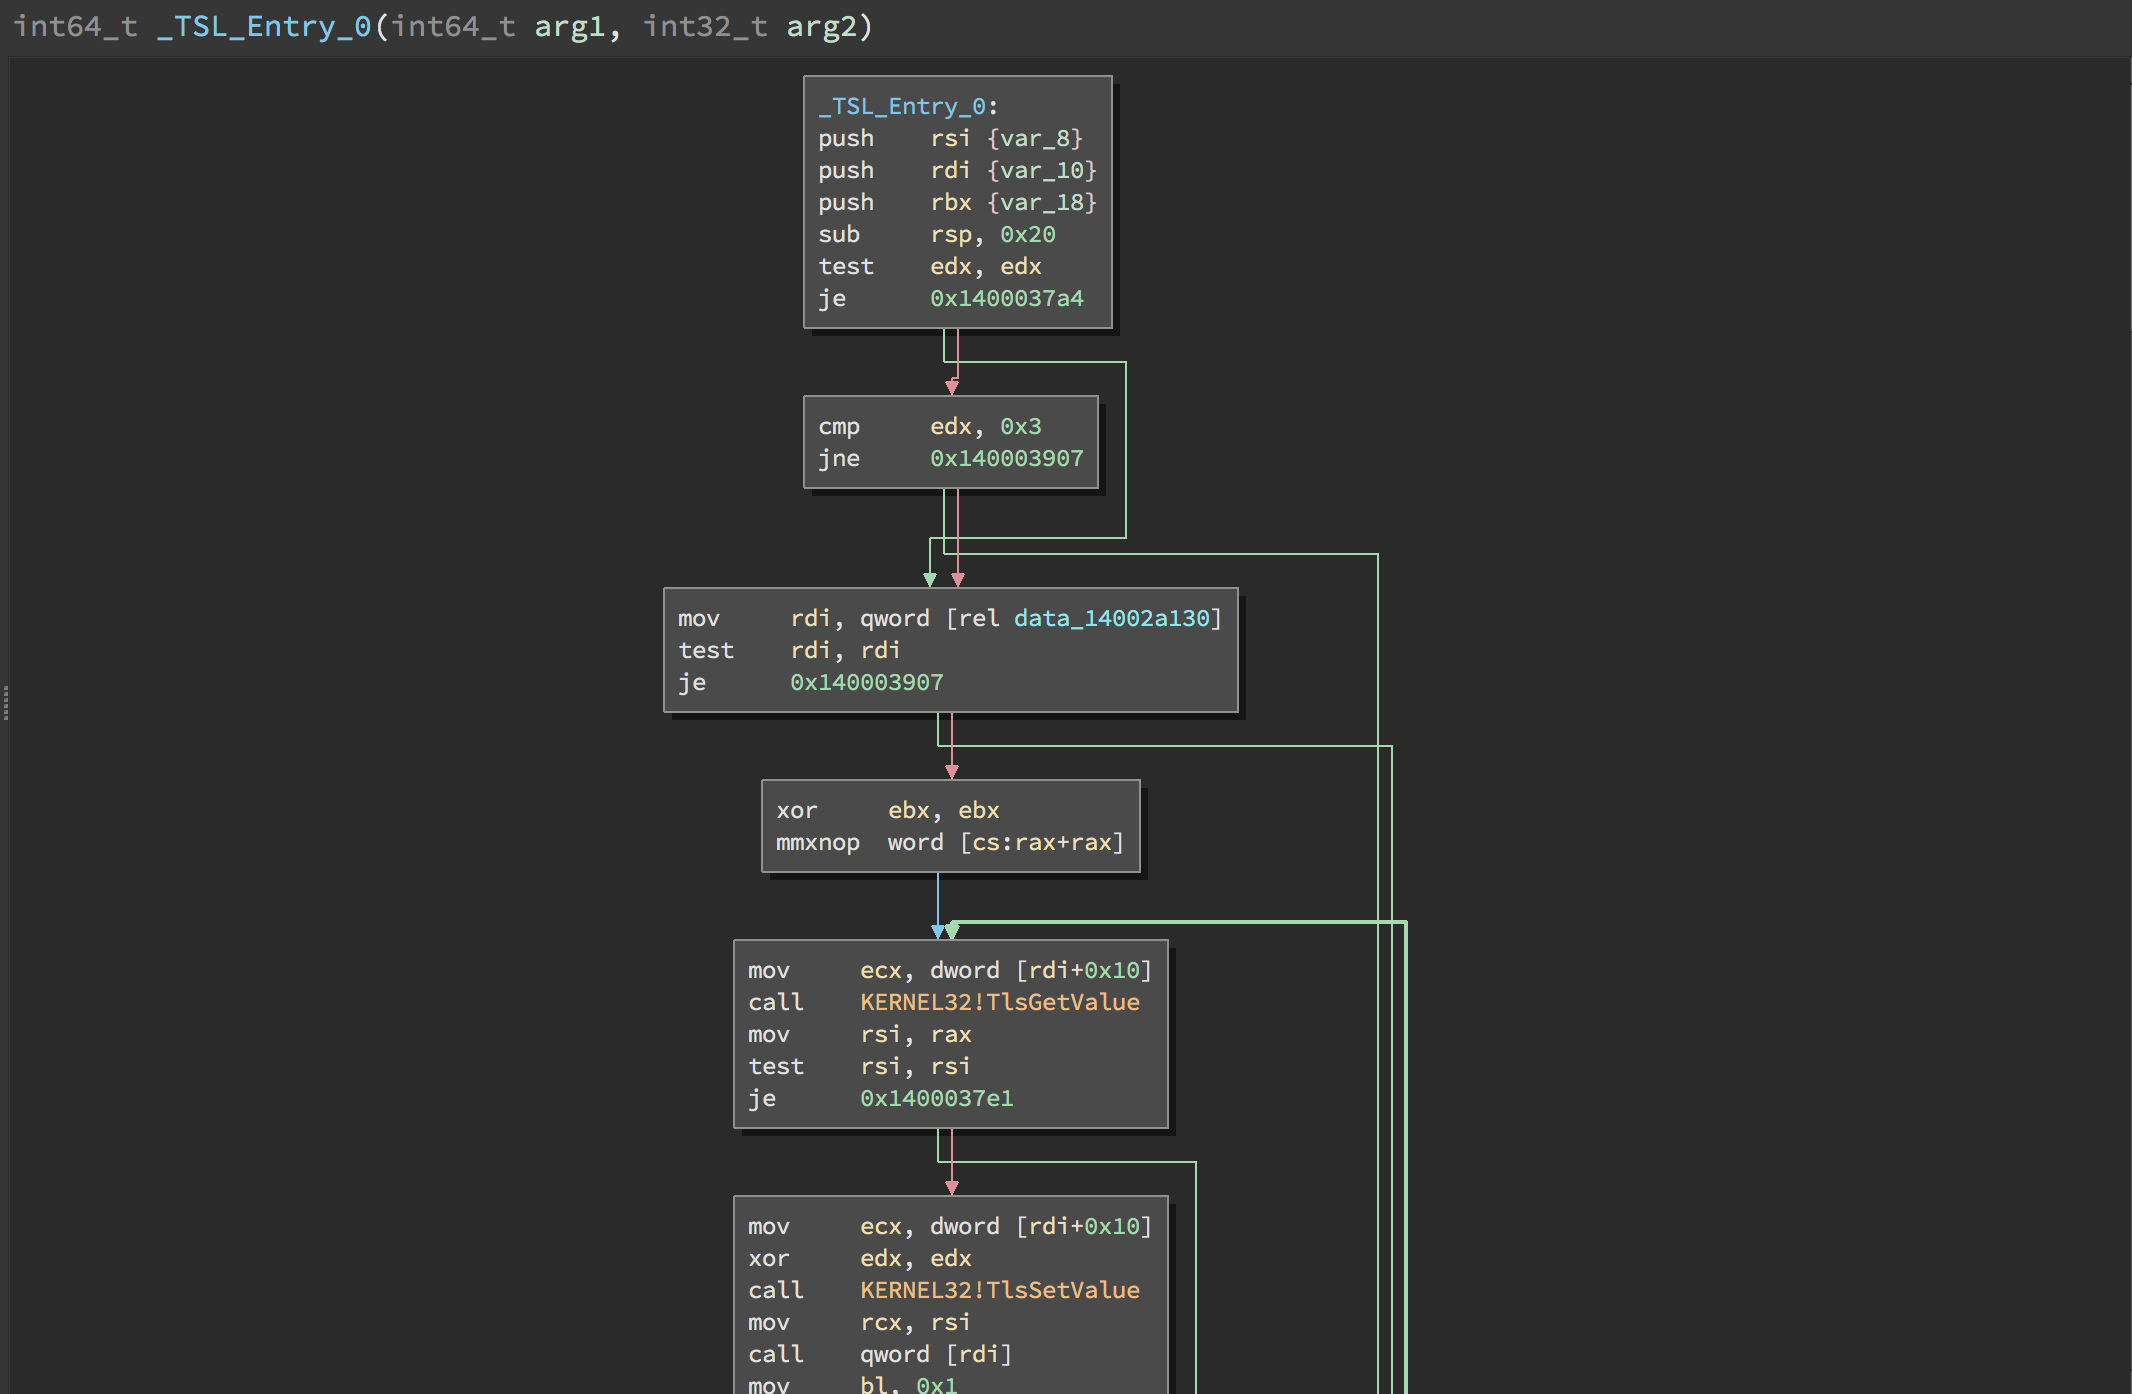 int64_t _TSL_Entry_0(int64_t arg1, int32_t arg2)
_TSL_Entry_0:
push rsi {var_8}
push rdi {var_10}
push rbx {var_18}
sub rsp, 0x20
test edx, edx
je 0x1400037a4
cmp edx, 0x3
jne 0x140003907
mov rdi, qword [rel data_14002a130]
test rdi, rdi
je 0x140003907
xor ebx, ebx
mmxnop word [cs:rax+rax]
mov ecx, dword [rdi+0x10]
call KERNEL32!TlsGetValue
mov rsi, rax
test rsi, rsi
je 0x1400037e1
mov ecx, dword [rdi+0x10]
xor edx, edx
call KERNEL32!TlsSetValue
mov rcx, rsi
call qword [rdi]
mov bl, 0x1